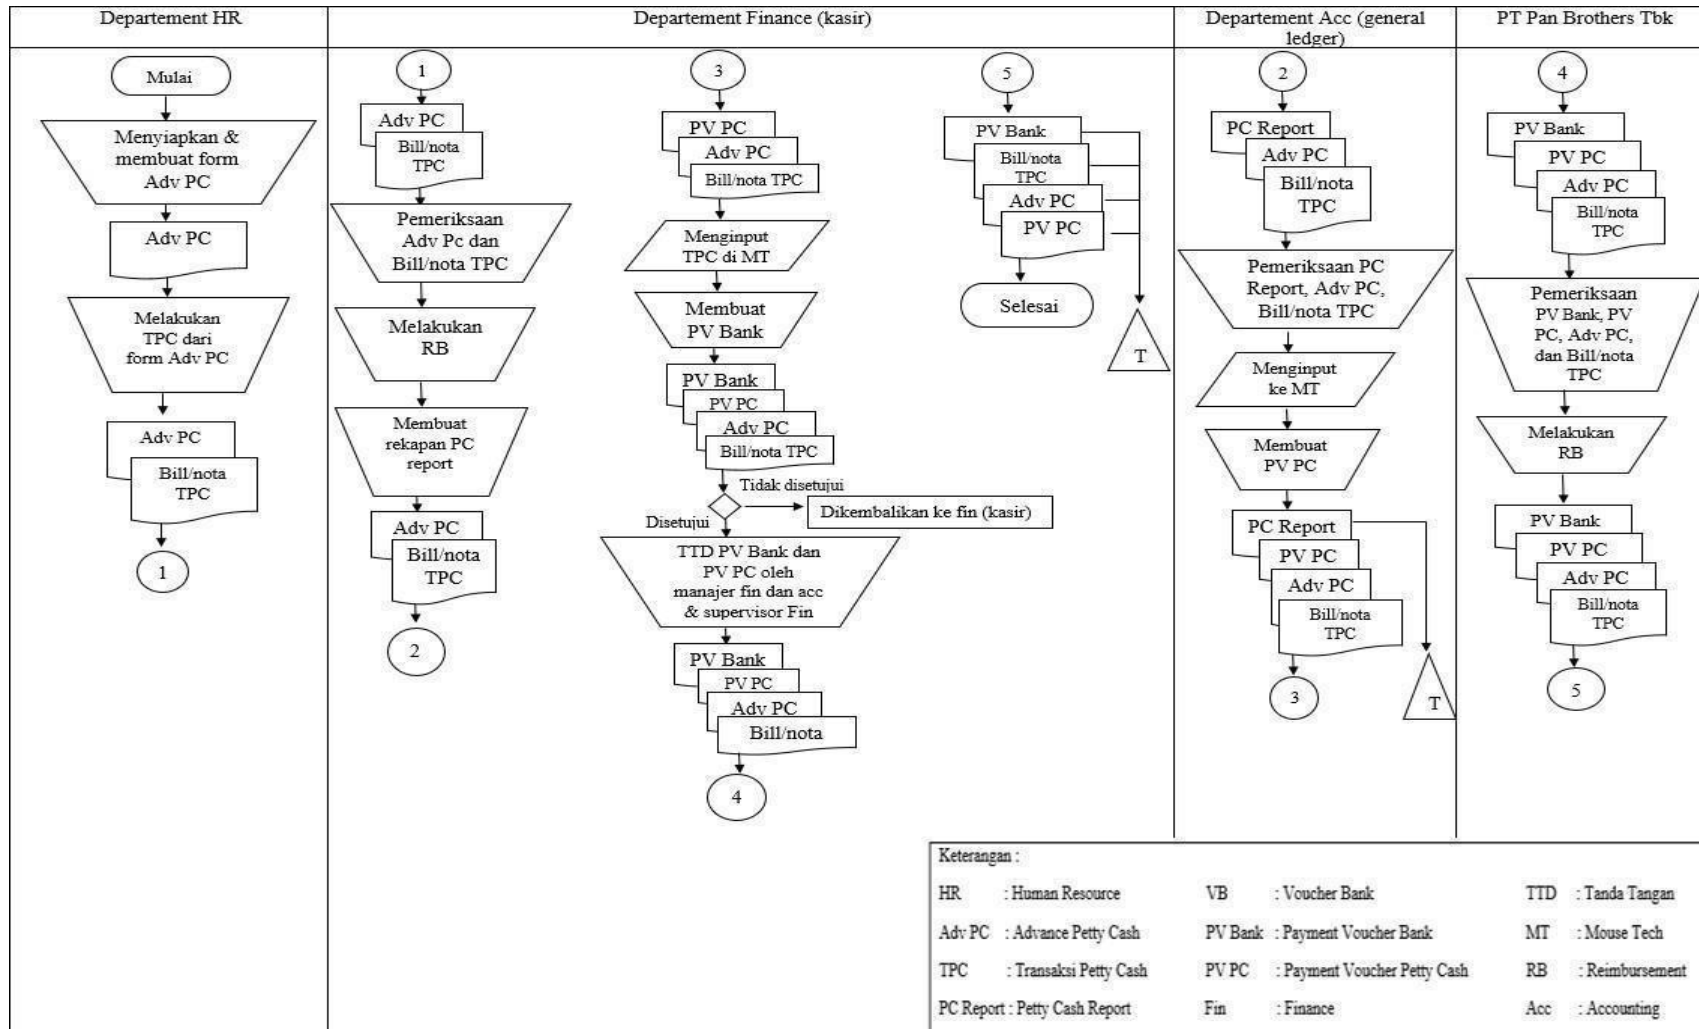 Departement HR
Departement Finance (kasir)
Departement Acc (general
ledger)
PT Pan Brothers Tbk
Mulai
Menyiapkan &
membuat form
Adv PC
Adv PC
Melakukan
TPC dari
form Adv PC
Adv PC
Bill/nota
TPC
1
1
Adv PC
Bill/nota
TPC
Pemeriksaan
Adv Pc dan
Bill/nota TPC
Melakukan
RB
Membuat
rekapan PC
report
Adv PC
Bill/nota
TPC
2
3
PV PC
Adv PC
Bill/nota TPC
Menginput
TPC di MT
Membuat
PV Bank
PV Bank
PV PC
Adv PC
Bill/nota TPC
Tidak disetujui
Dikembalikan ke fin (kasir)
Disetujui
TTD PV Bank dan
PV PC oleh
manajer fin dan acc
& supervisor Fin
PV Bank
PV PC
Adv PC
Bill/nota
4
5
PV Bank
Bill/nota
TPC
Adv PC
PV PC
Selesai
T
2
PC Report
Adv PC
Bill/nota
TPC
Pemeriksaan PC
Report, Adv PC,
Bill/nota TPC
Menginput
ke MT
Membuat
PV PC
PC Report
PV PC
Adv PC
Bill/nota
TPC
3
T
4
PV Bank
PV PC
Adv PC
Bill/nota
TPC
Pemeriksaan
PV Bank, PV
PC, Adv PC,
dan Bill/nota
TPC
Melakukan
RB
PV Bank
PV PC
Adv PC
Bill/nota
TPC
5
Keterangan :
HR : Human Resource VB : Voucher Bank TTD : Tanda Tangan
Adv PC : Advance Petty Cash PV Bank : Payment Voucher Bank MT : Mouse Tech
TPC : Transaksi Petty Cash PV PC : Payment Voucher Petty Cash RB : Reimbursement
PC Report : Petty Cash Report Fin : Finance Acc : Accounting